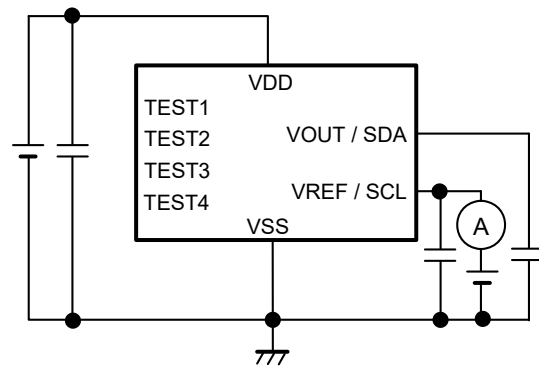 VDD
TEST1
TEST2
VOUT / SDA
TEST3
VREF / SCL
TEST4
VSS
A